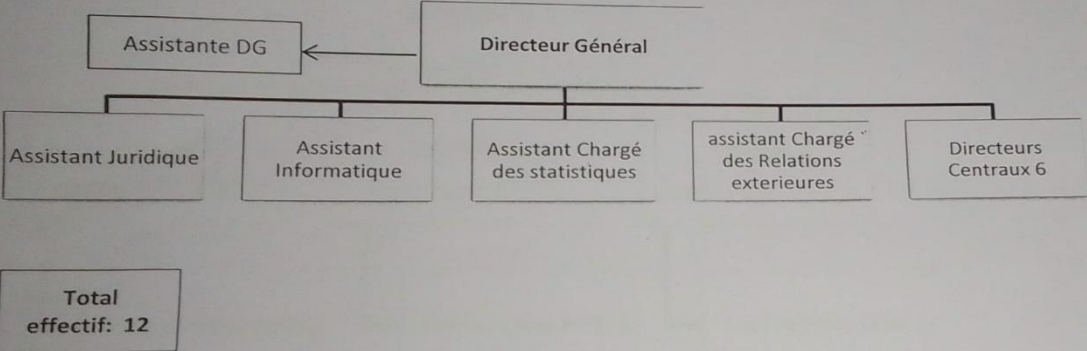 Assistante DG
Directeur Général
Assistant Juridique
Assistant
Informatique
Assistant Chargé
des statistiques
assistant Chargé
des Relations
exterieures
Directeurs
Centraux 6
Total
effectif: 12